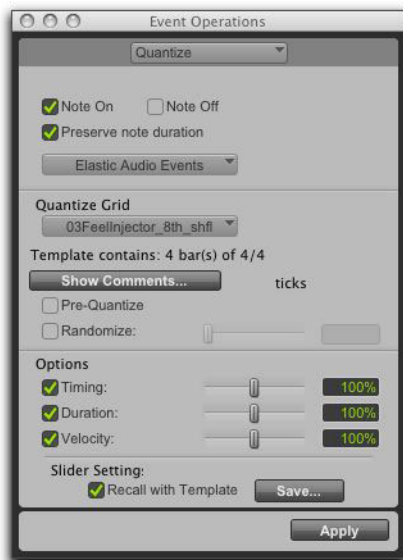 Event Operations
Quantize
Note On Note Off
Preserve note duration
Elastic Audio Events
Quantize Grid
03FeelInjector_8th_shfl
Template contains: 4 bar(s) of 4/4
Show Comments... ticks
Pre-Quantize
Randomize:
Options
Timing: 100%
Duration: 100%
Velocity: 100%
Slider Setting:
Recall with Template Save...
Apply